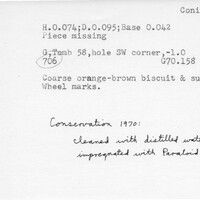 Coni
H.0.074;D.0.095;Base 0.042
Piece missing
G,Tomb 58,hole SW corner,-1.0
706 G70.158
Coarse orange-brown biscuit & su
Wheel marks.
Conservation 1970:
cleaned with distilled wate
impregnated with Paraloid